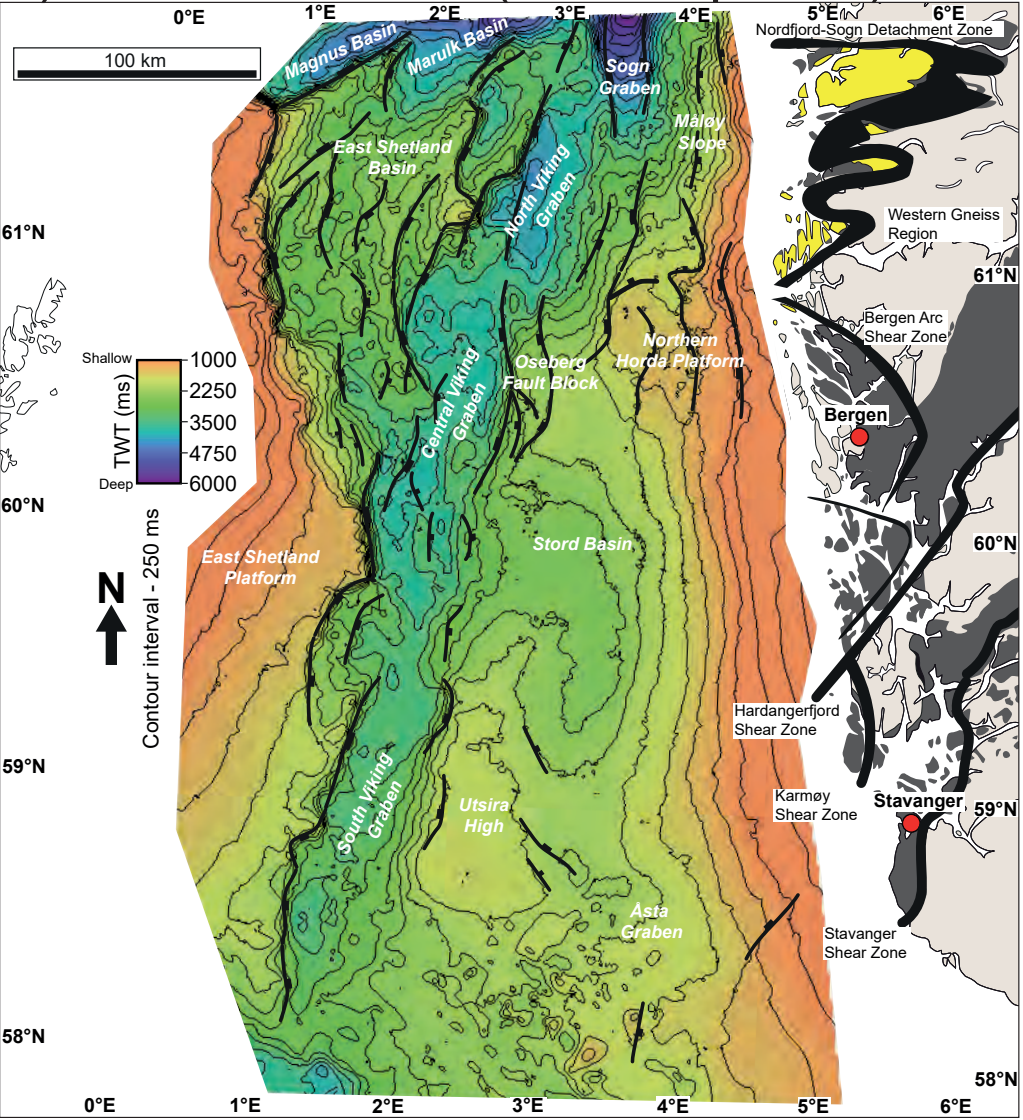 0°E 1°E 2°E 3°E 4°E 5°E 6°E
Nordfjord-Sogn Detachment Zone
100 km
Magnus Basin
Marulk Basin
Sogn
Graben
Måløy
Slope
East Shetland
Basin
North Viking
Graben
61°N
Western Gneiss
Region
61°N
Bergen Arc
Shear Zone
Shallow
Deep
TWT (ms)
1000
2250
3500
4750
6000
Northern
Horda Platform
Oseberg
Fault Block
Central Viking
Graben
Bergen
60°N
Contour interval - 250 ms
Stord Basin
60°N
East Shetland
Platform
N
Hardangerfjord
Shear Zone
59°N
South Viking
Graben
Utsira
High
Karmøy
Shear Zone
Stavanger
59°N
Åsta
Graben
Stavanger
Shear Zone
58°N
58°N
0°E 1°E 2°E 3°E 4°E 5°E 6°E